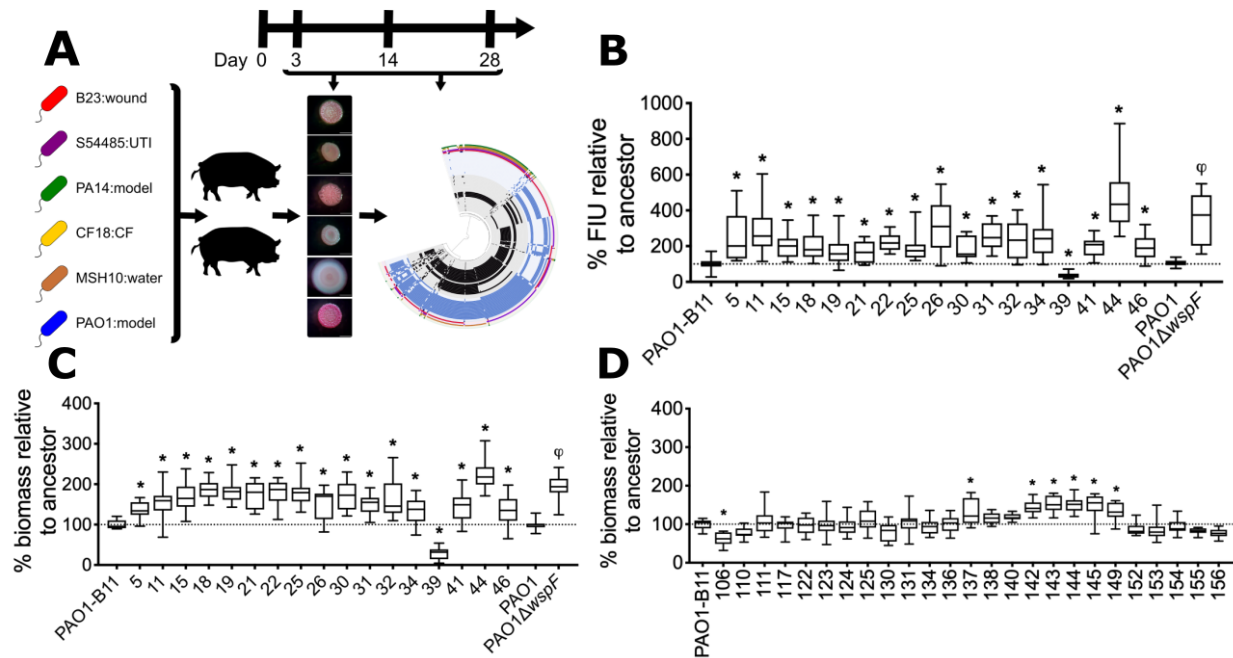 A
Day 0 3 14 28
B23:wound
S54485:UTI
PA14:model
CF18:CF
MSH10:water
PAO1:model
B
% FIU relative
to ancestor
1000
800
600
400
200
0
PAO1-B11 5 11 15 18 19 21 22 25 26 30 31 32 34 39 41 44 46 PAO1 PAO1ΔwspF
* * * * * * * * * * * * * * * * * φ
C
% biomass relative
to ancestor
400
300
200
100
0
PAO1-B11 5 11 15 18 19 21 22 25 26 30 31 32 34 39 41 44 46 PAO1 PAO1ΔwspF
* * * * * * * * * * * * * * * * * φ
D
% biomass relative
to ancestor
400
300
200
100
0
PAO1-B11 106 110 111 117 122 123 124 125 130 131 134 136 137 138 140 142 143 144 145 149 152 153 154 155 156
* * * * * * *